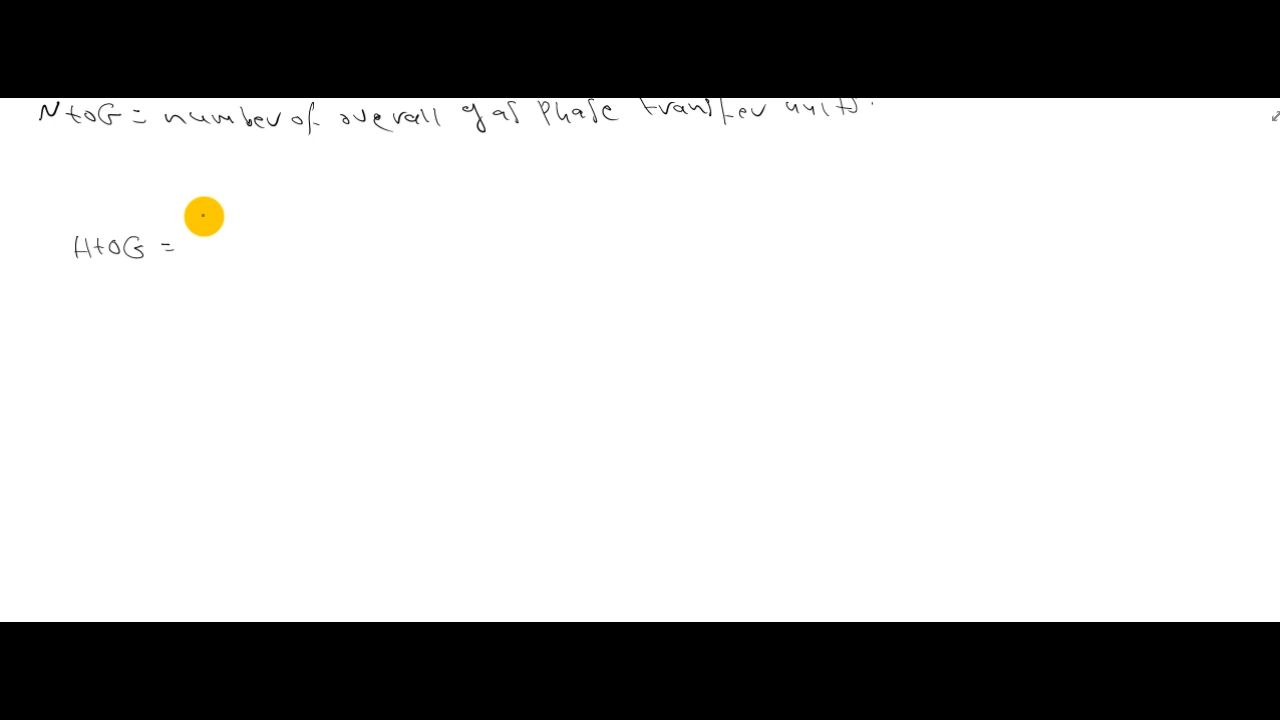 NtoG = number of overall gas phase transfer units.
HtoG =